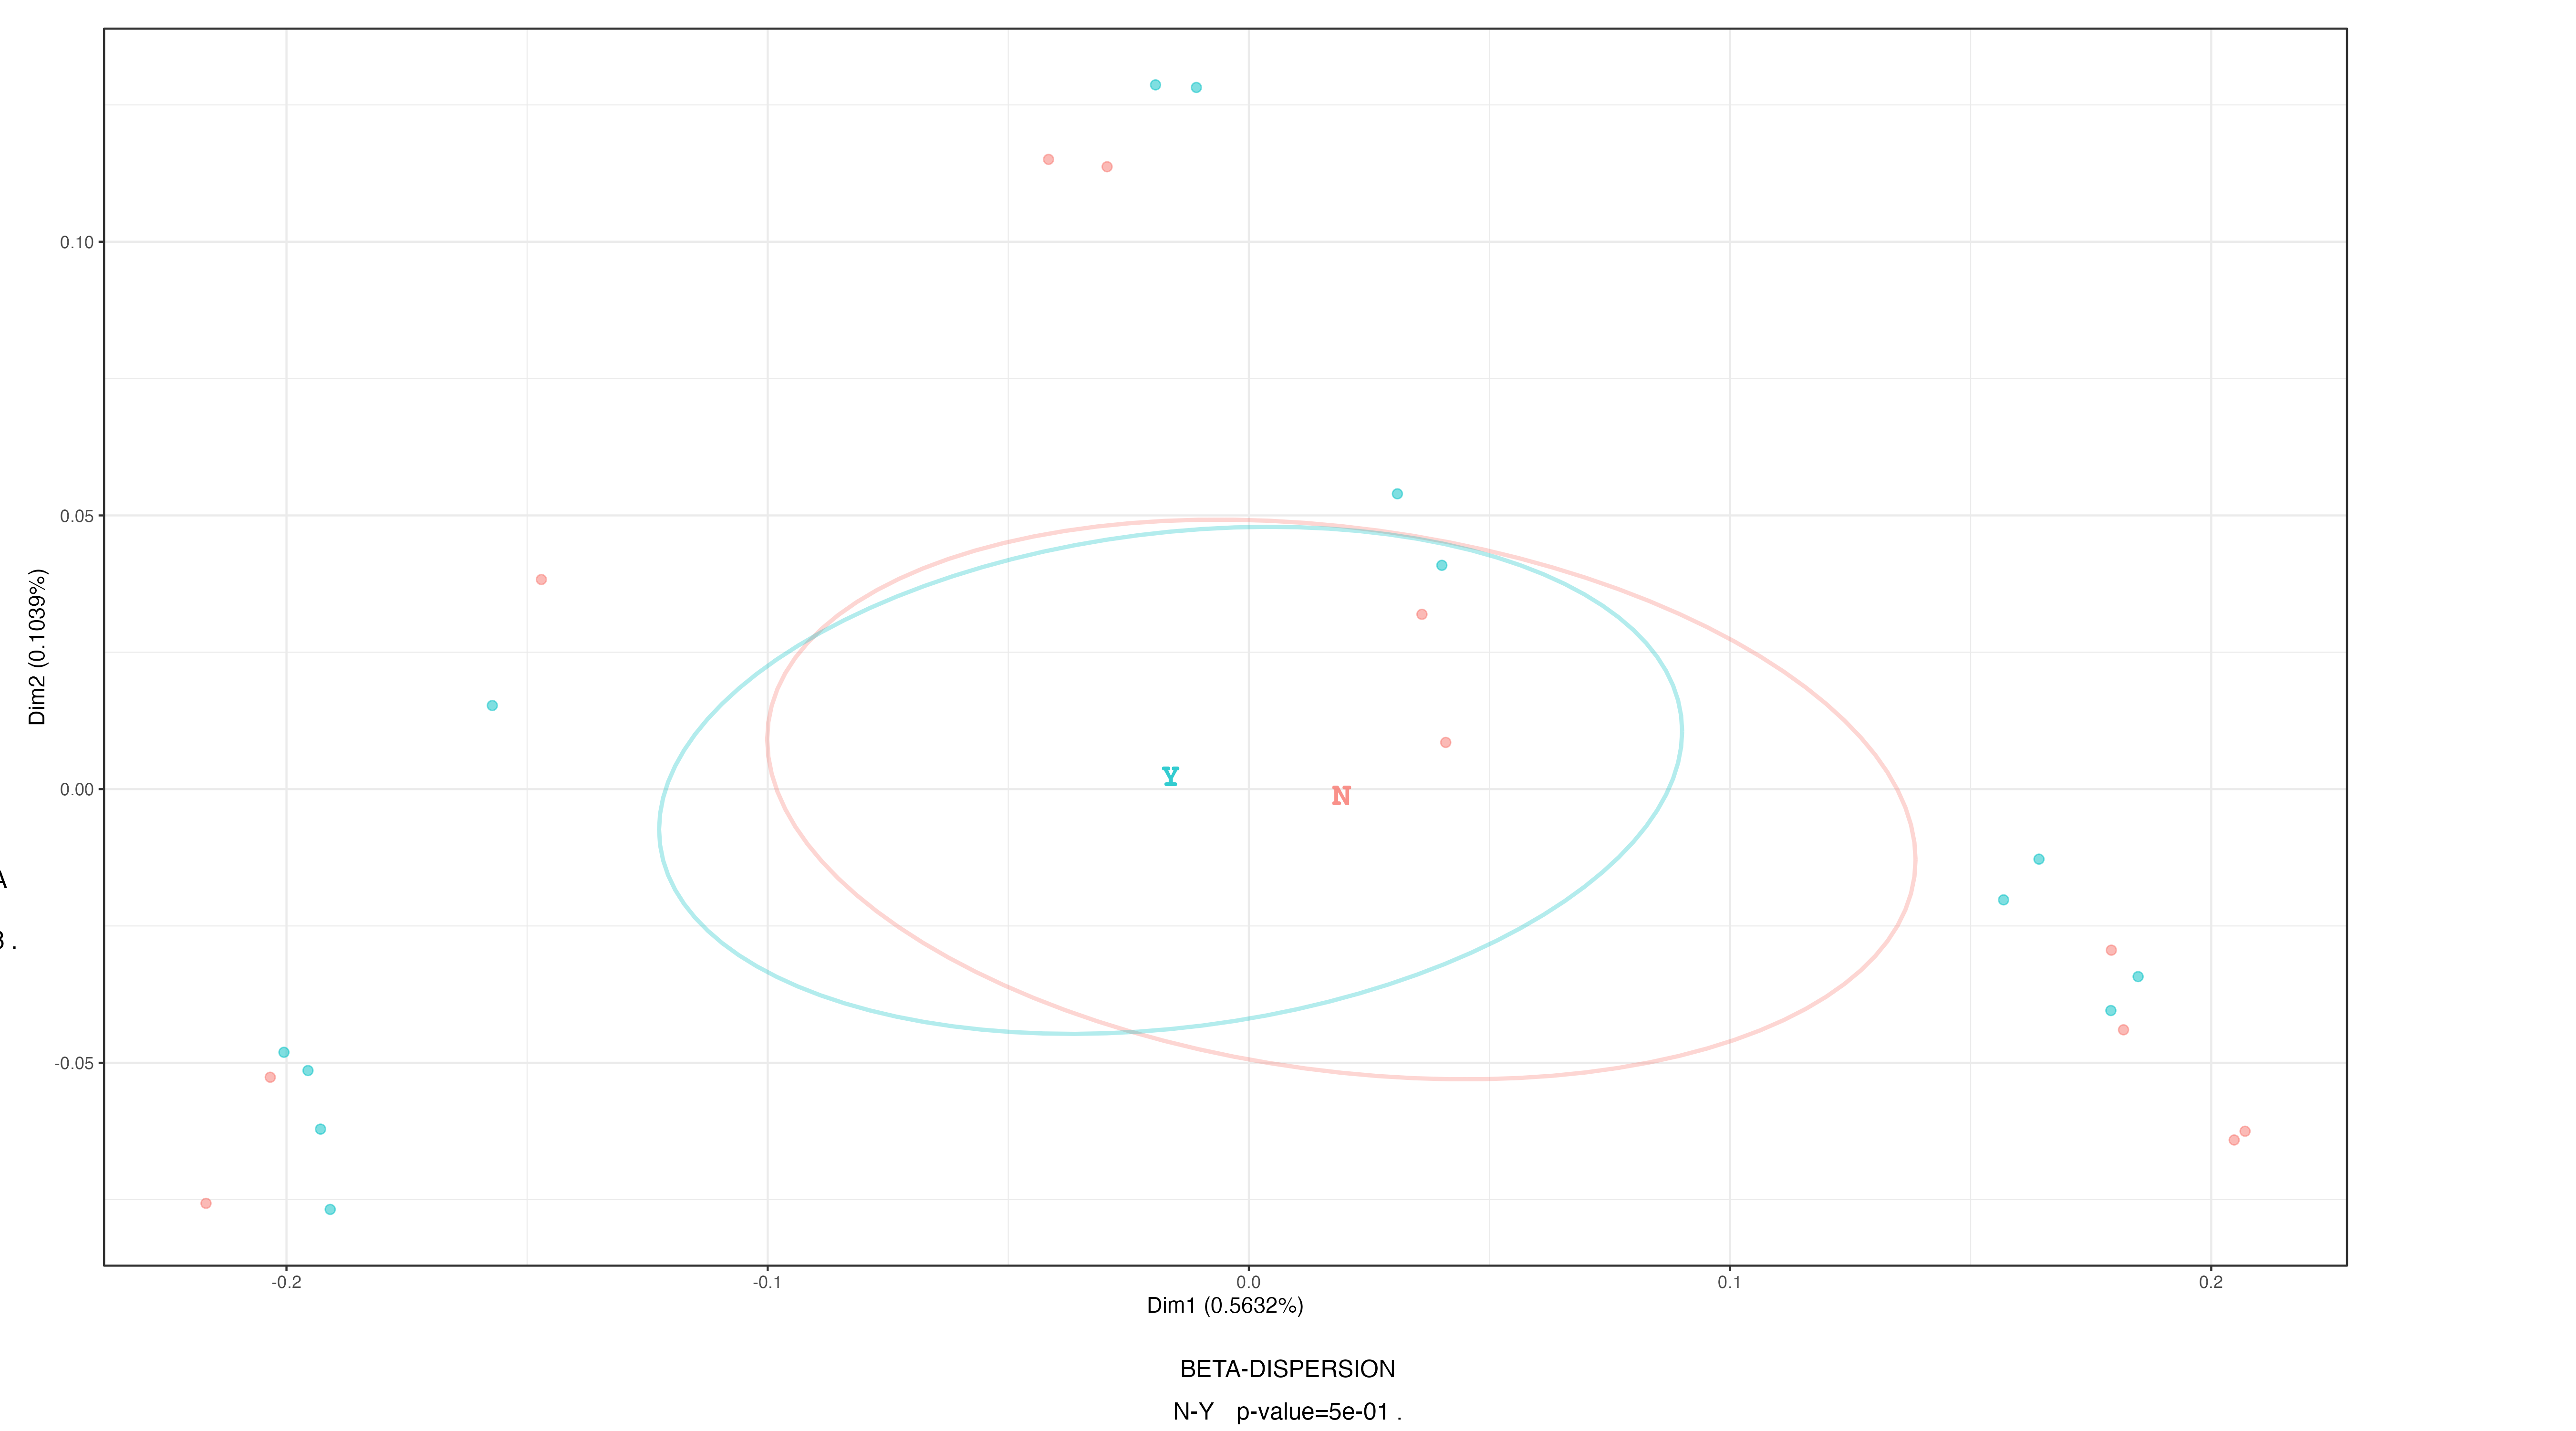 0.10
0.05
0.00
-0.05
Dim2 (0.1039%)
Y
N
A
3 .
-0.2 -0.1 0.0 0.1 0.2
Dim1 (0.5632%)
BETA-DISPERSION
N-Y p-value=5e-01 .